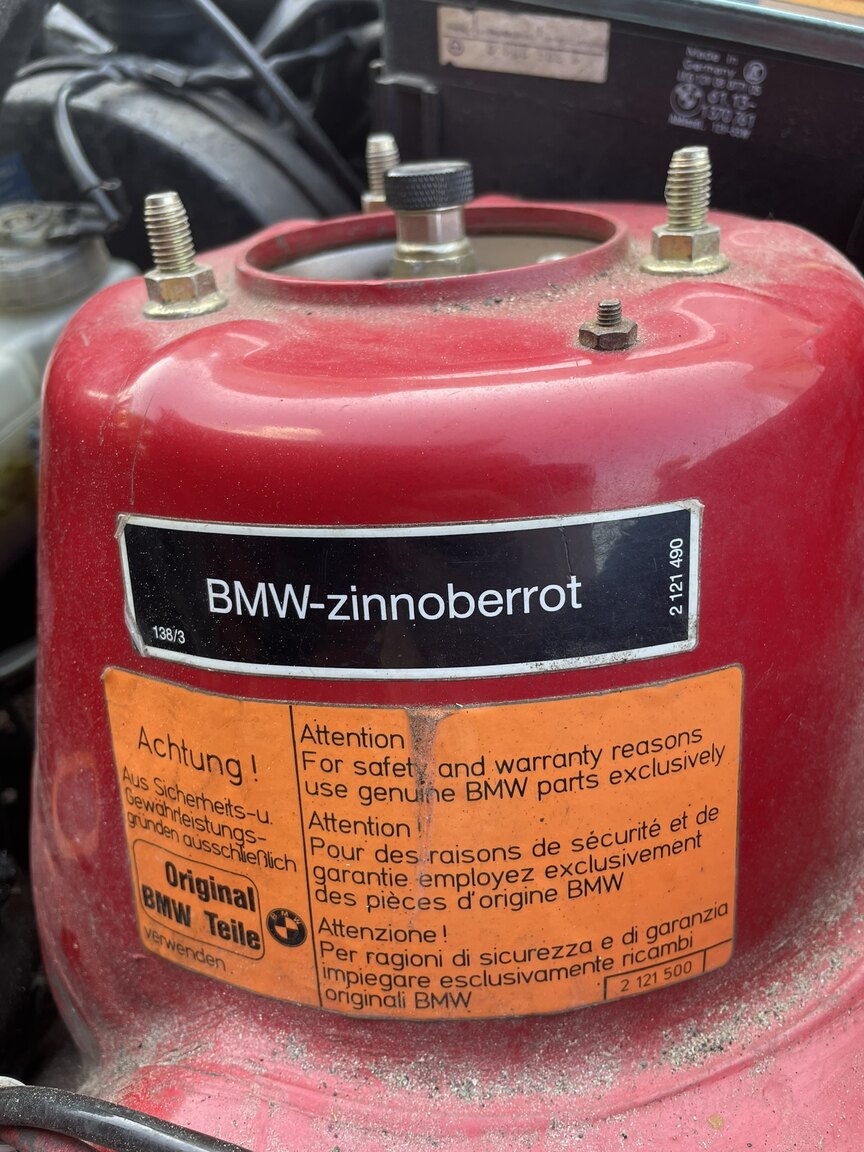 Made in
Germany
61.13-
BMW-zinnoberrot
138/3
2 121 490
Achtung !
Aus Sicherheits-u.
Gewährleistungs-
gründen ausschließlich
Original
BMW Teile
BMW
verwenden
Attention
For safety and warranty reasons
use genuine BMW parts exclusively
Attention !
Pour des raisons de sécurité et de
garantie employez exclusivement
des pièces d'origine BMW
Attenzione !
Per ragioni di sicurezza e di garanzia
impiegare esclusivamente ricambi
originali BMW
2 121 500